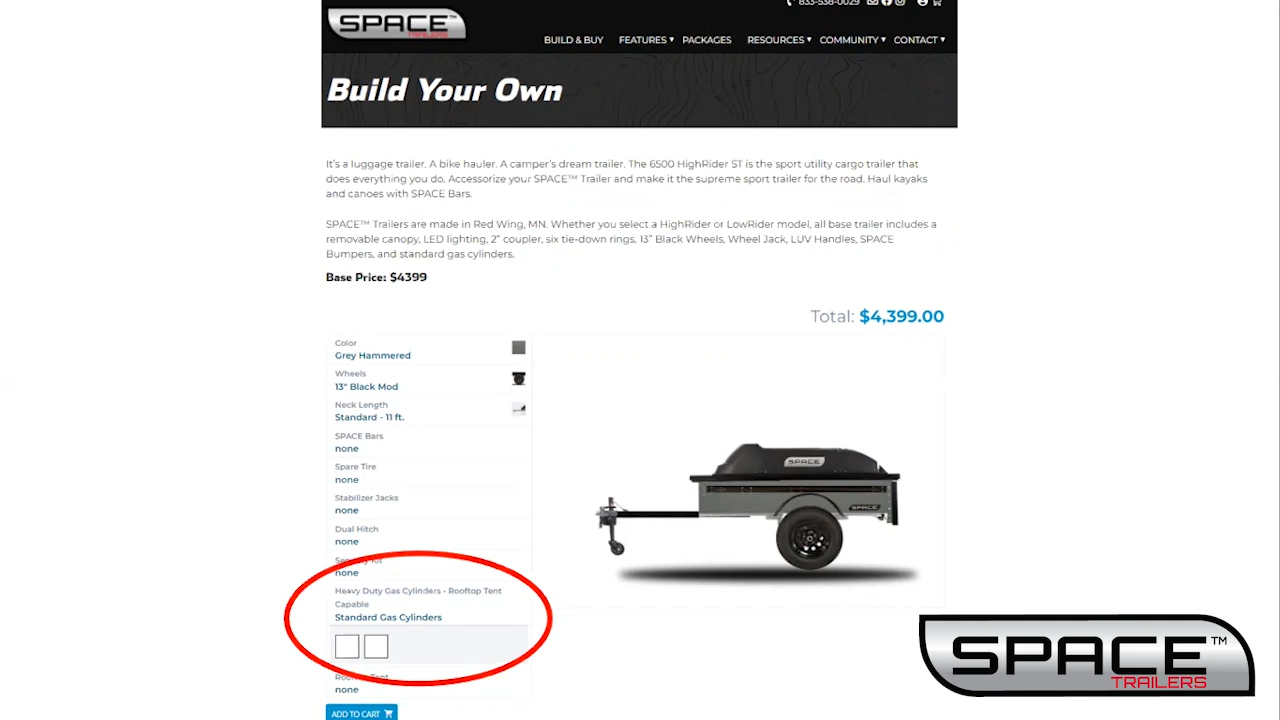 833-538-0029
SPACE™
TRAILERS
BUILD & BUY FEATURES ▾ PACKAGES RESOURCES ▾ COMMUNITY ▾ CONTACT ▾
Build Your Own
It's a luggage trailer. A bike hauler. A camper's dream trailer. The 6500 HighRider ST is the sport utility cargo trailer that
does everything you do. Accessorize your SPACE™ Trailer and make it the supreme sport trailer for the road. Haul kayaks
and canoes with SPACE Bars.
SPACE™ Trailers are made in Red Wing, MN. Whether you select a HighRider or LowRider model, all base trailer includes a
removable canopy, LED lighting, 2" coupler, six tie-down rings. 13" Black Wheels, Wheel Jack, LUV Handles, SPACE
Bumpers, and standard gas cylinders.
Base Price: $4399
Total: $4,399.00
Color
Grey Hammered
Wheels
13" Black Mod
Neck Length
Standard - 11 ft.
SPACE Bars
none
Spare Tire
none
Stabilizer Jacks
none
Dual Hitch
none
Security Kit
none
Heavy Duty Gas Cylinders - Rooftop Tent
Capable
Standard Gas Cylinders
Rooftop Tent
none
ADD TO CART
SPACE
SPACE
SPACE™
TRAILERS